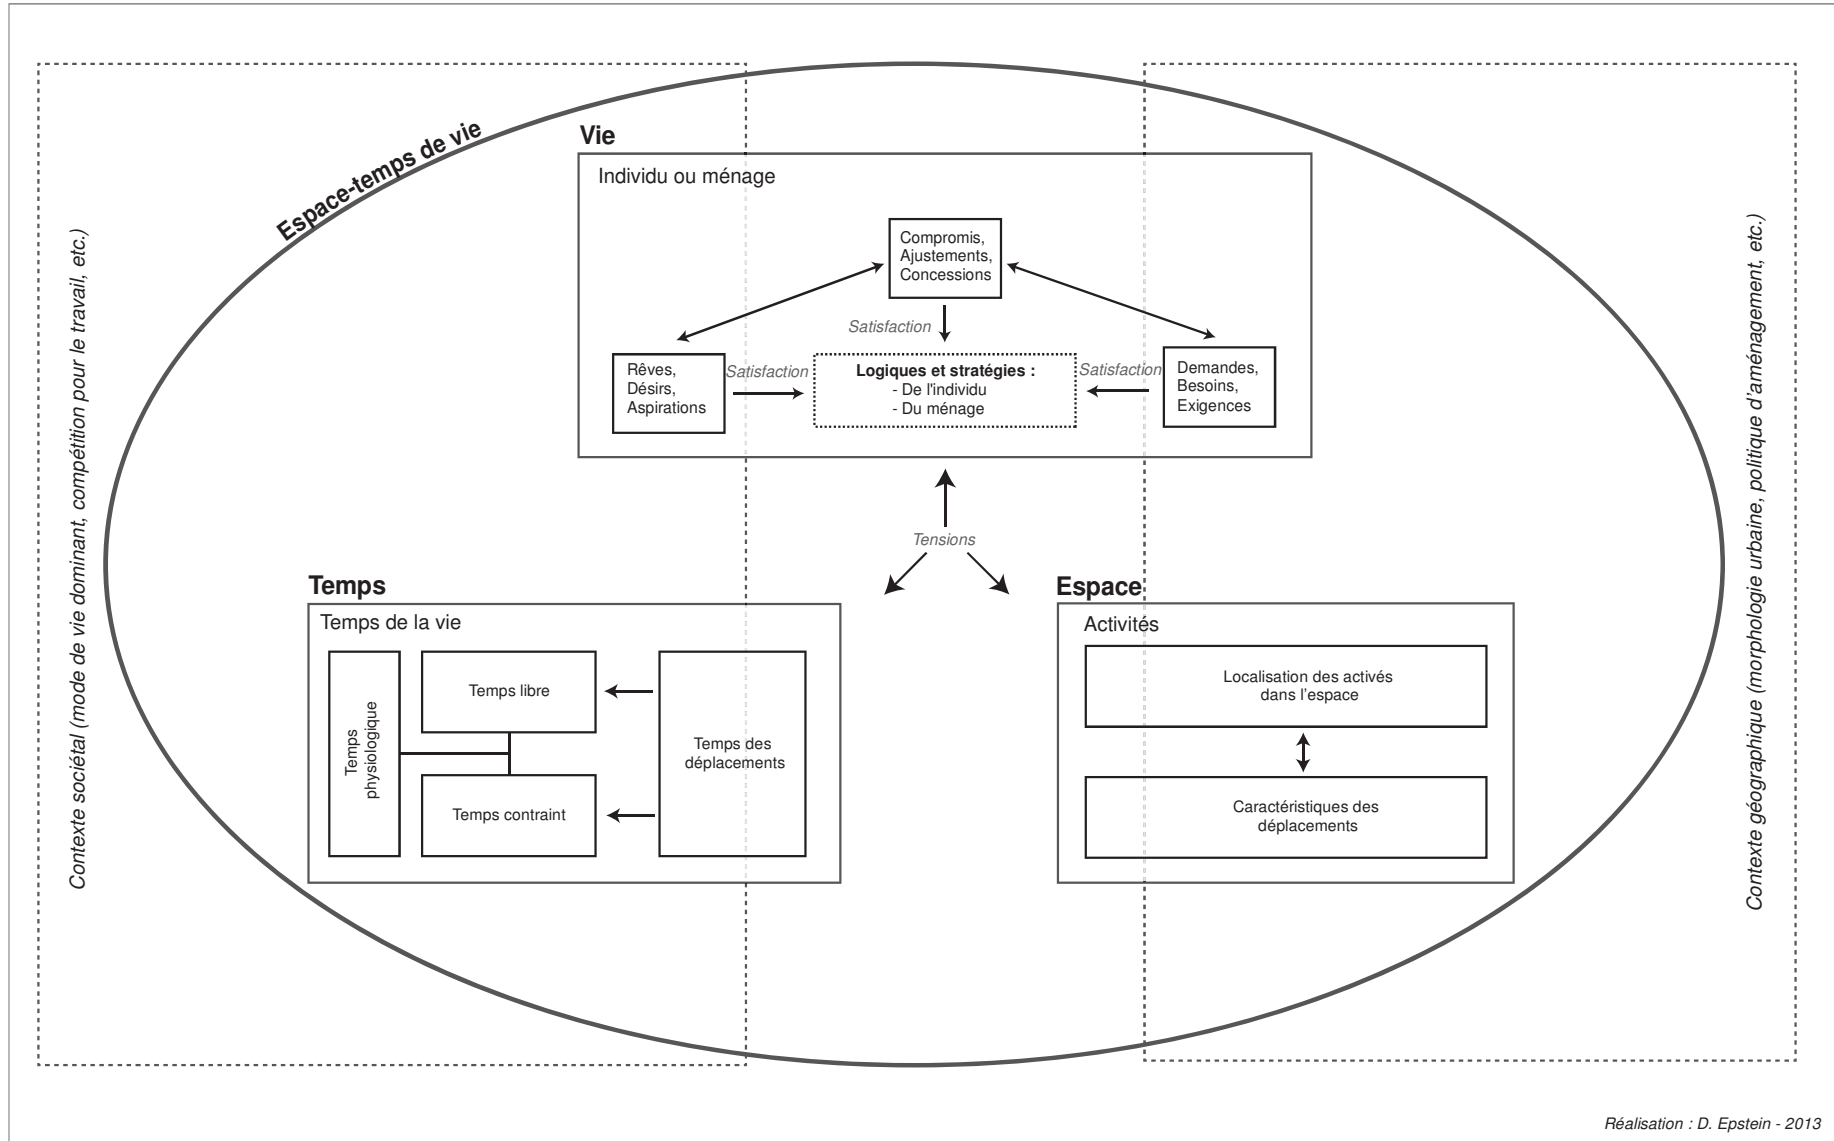 Espace-temps de vie
Contexte sociétal (mode de vie dominant, compétition pour le travail, etc.)
Contexte géographique (morphologie urbaine, politique d'aménagement, etc.)
Vie
Individu ou ménage
Compromis,
Ajustements,
Concessions
Satisfaction
Rêves,
Désirs,
Aspirations
Satisfaction
Logiques et stratégies :
- De l'individu
- Du ménage
Satisfaction
Demandes,
Besoins,
Exigences
Tensions
Temps
Temps de la vie
Temps
physiologique
Temps libre
Temps contraint
Temps des
déplacements
Espace
Activités
Localisation des activés
dans l'espace
Caractéristiques des
déplacements
Réalisation : D. Epstein - 2013